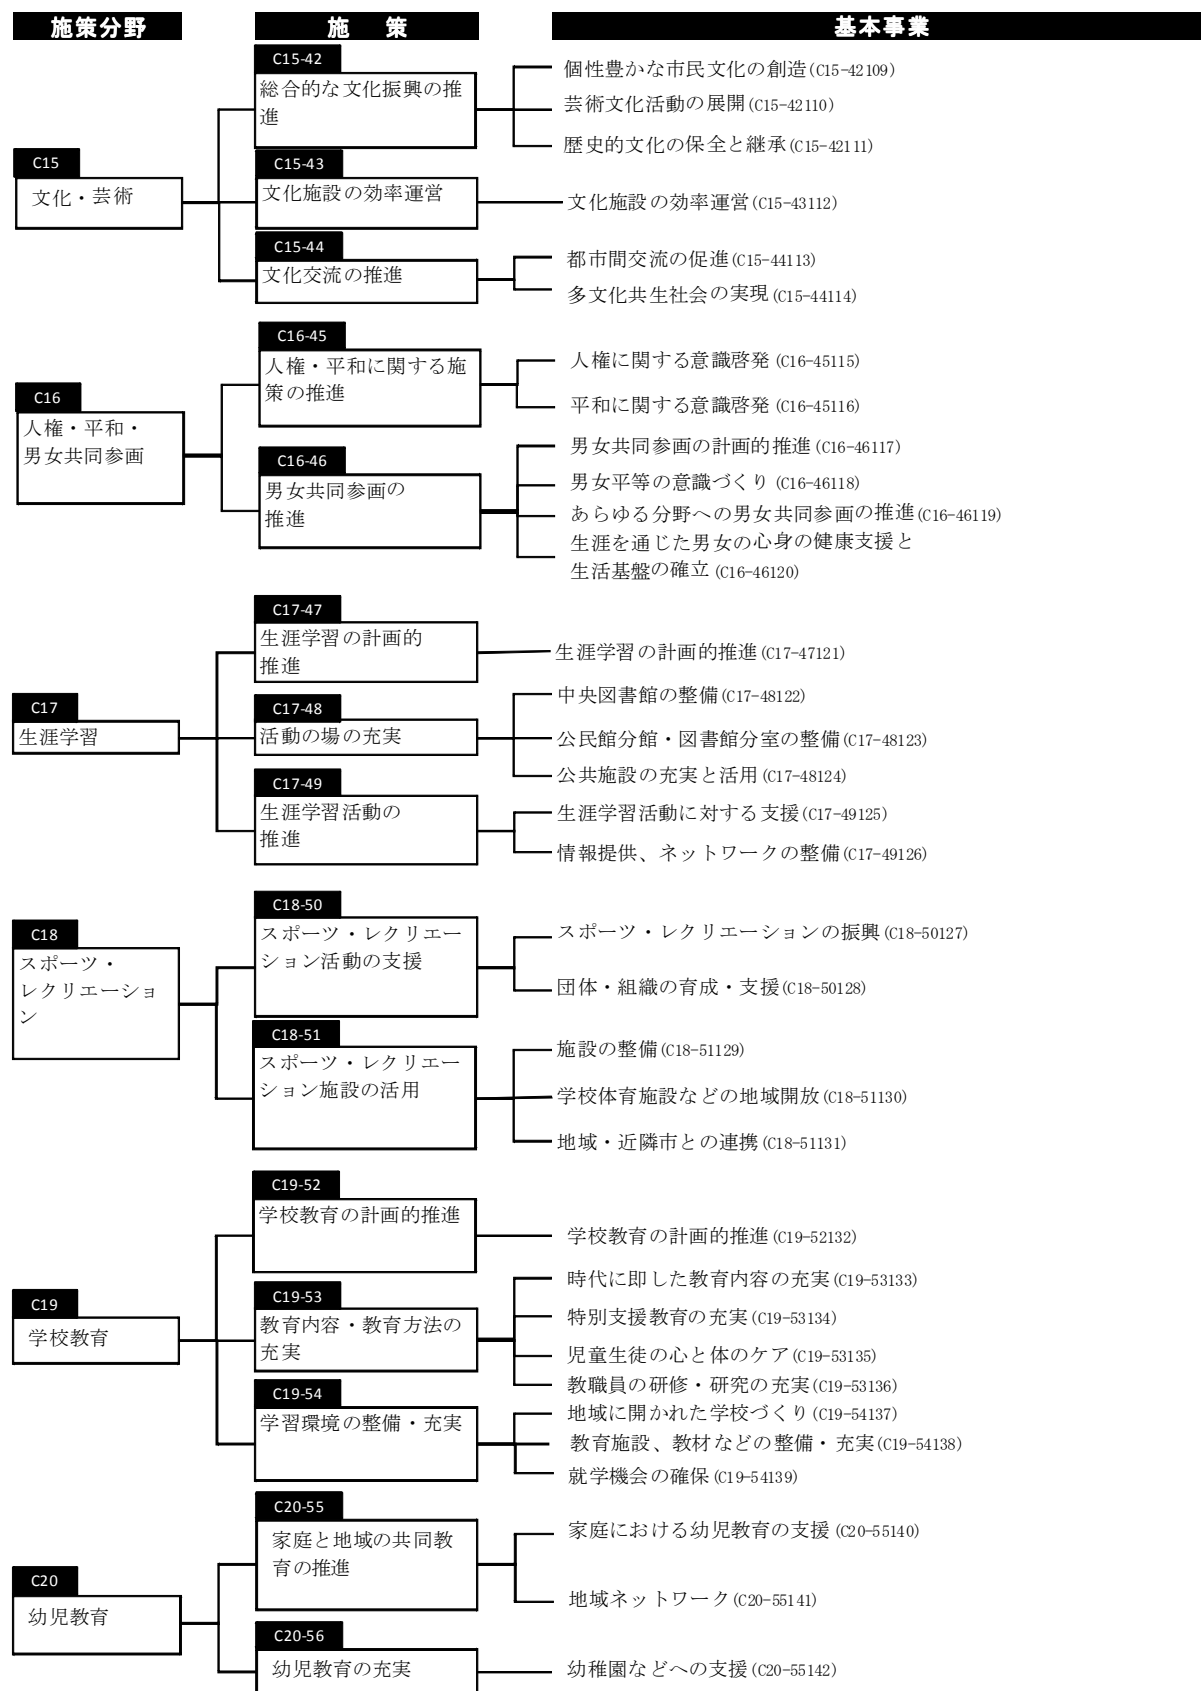 施策分野 施 策 基本事業
C15
文化・芸術
C15-42
総合的な文化振興の推
進
個性豊かな市民文化の創造(C15-42109)
芸術文化活動の展開(C15-42110)
歴史的文化の保全と継承(C15-42111)
C15-43
文化施設の効率運営
文化施設の効率運営(C15-43112)
C15-44
文化交流の推進
都市間交流の促進(C15-44113)
多文化共生社会の実現(C15-44114)
C16
人権・平和・
男女共同参画
C16-45
人権・平和に関する施
策の推進
人権に関する意識啓発(C16-45115)
平和に関する意識啓発(C16-45116)
C16-46
男女共同参画の
推進
男女共同参画の計画的推進(C16-46117)
男女平等の意識づくり(C16-46118)
あらゆる分野への男女共同参画の推進(C16-46119)
生涯を通じた男女の心身の健康支援と
生活基盤の確立(C16-46120)
C17
生涯学習
C17-47
生涯学習の計画的
推進
生涯学習の計画的推進(C17-47121)
C17-48
活動の場の充実
中央図書館の整備(C17-48122)
公民館分館・図書館分室の整備(C17-48123)
公共施設の充実と活用(C17-48124)
C17-49
生涯学習活動の
推進
生涯学習活動に対する支援(C17-49125)
情報提供、ネットワークの整備(C17-49126)
C18
スポーツ・
レクリエーショ
ン
C18-50
スポーツ・レクリエー
ション活動の支援
スポーツ・レクリエーションの振興(C18-50127)
団体・組織の育成・支援(C18-50128)
C18-51
スポーツ・レクリエー
ション施設の活用
施設の整備(C18-51129)
学校体育施設などの地域開放(C18-51130)
地域・近隣市との連携(C18-51131)
C19
学校教育
C19-52
学校教育の計画的推進
学校教育の計画的推進(C19-52132)
C19-53
教育内容・教育方法の
充実
時代に即した教育内容の充実(C19-53133)
特別支援教育の充実(C19-53134)
児童生徒の心と体のケア(C19-53135)
教職員の研修・研究の充実(C19-53136)
C19-54
学習環境の整備・充実
地域に開かれた学校づくり(C19-54137)
教育施設、教材などの整備・充実(C19-54138)
就学機会の確保(C19-54139)
C20
幼児教育
C20-55
家庭と地域の共同教
育の推進
家庭における幼児教育の支援(C20-55140)
地域ネットワーク(C20-55141)
C20-56
幼児教育の充実
幼稚園などへの支援(C20-55142)